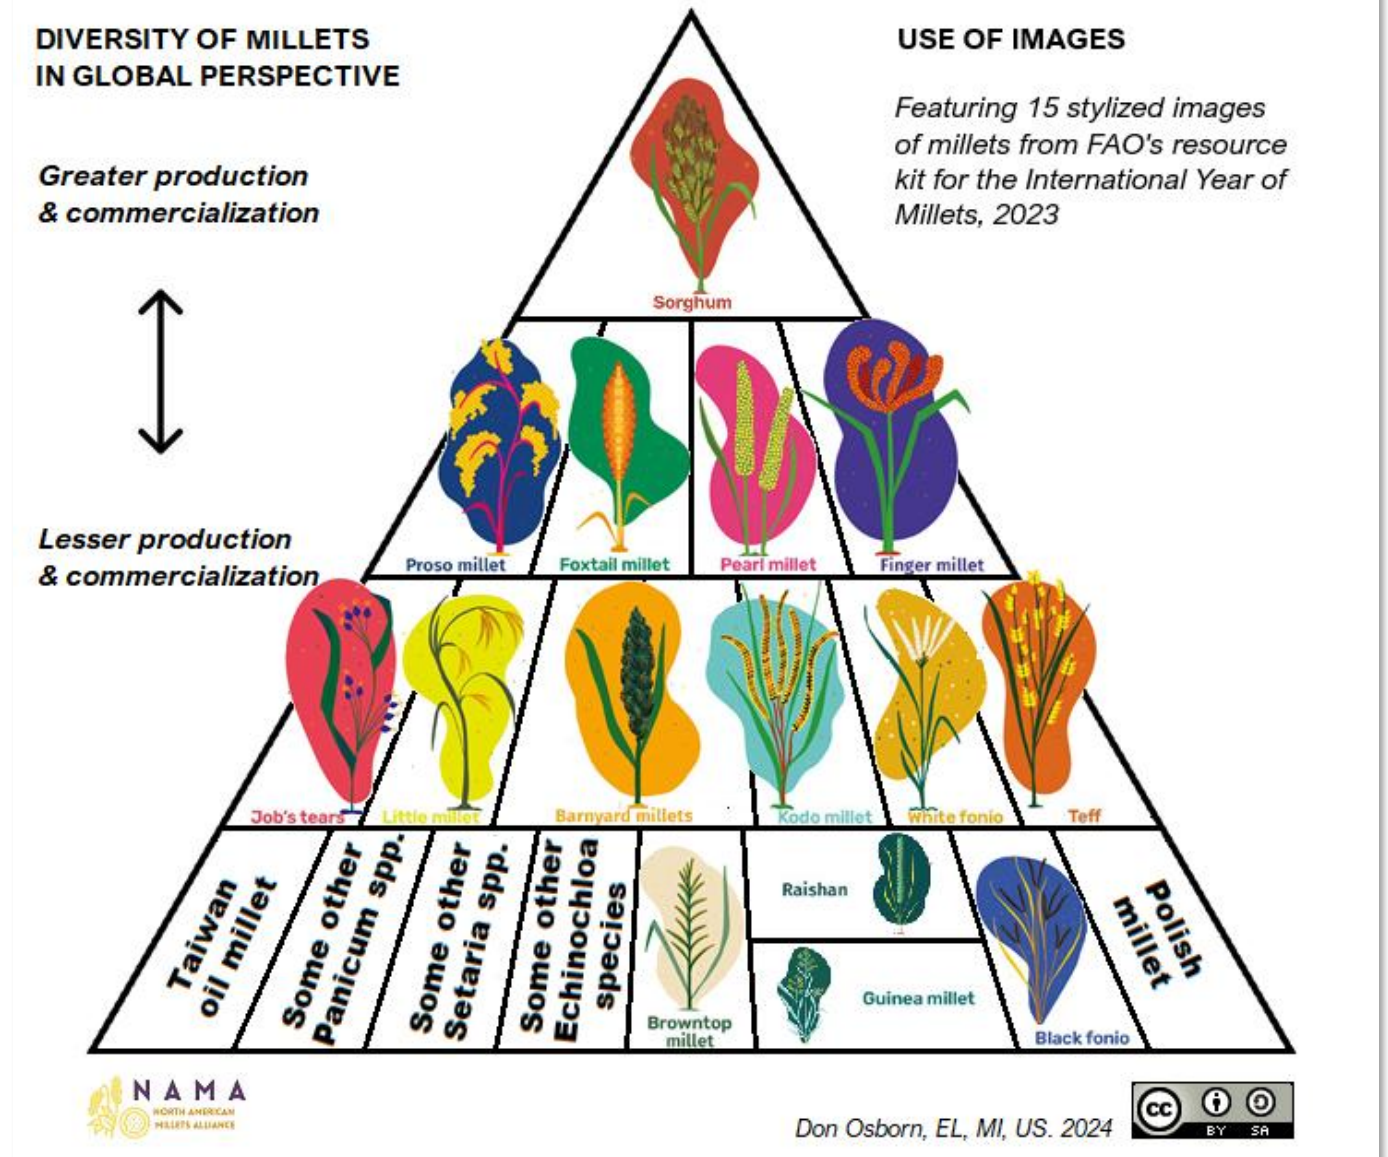 DIVERSITY OF MILLETS
IN GLOBAL PERSPECTIVE
USE OF IMAGES
Featuring 15 stylized images
of millets from FAO's resource
kit for the International Year of
Millets, 2023
Greater production
& commercialization
Lesser production
& commercialization
Sorghum
Proso millet
Foxtail millet
Pearl millet
Finger millet
Job's tears
Little millet
Barnyard millets
Kodo millet
White fonio
Teff
Taiwan
oil millet
Some other
Panicum spp.
Some other
Setaria spp.
Some other
Echinochloa
species
Browntop
millet
Raishan
Guinea millet
Black fonio
Polish
millet
NAMA
NORTH AMERICAN
MILLETS ALLIANCE
Don Osborn, EL, MI, US. 2024
cc
BY SA